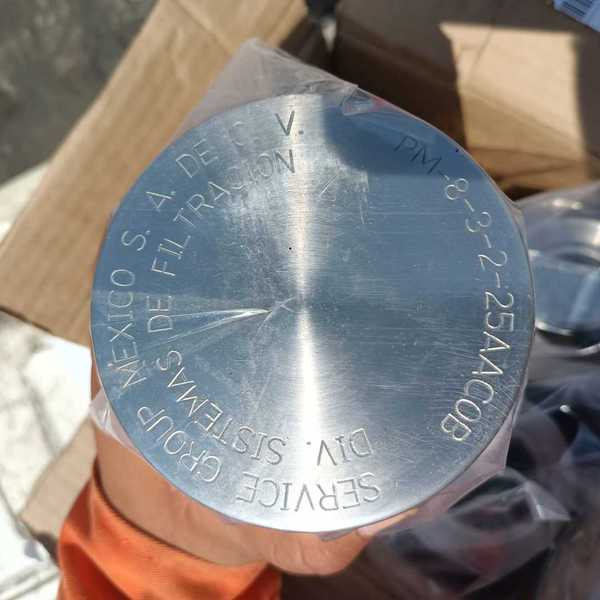 SERVICE GROUP MEXICO S. A. DE C. V.
DIV. SISTEMAS DE FILTRACION
PM-8-3-2-25AACOB